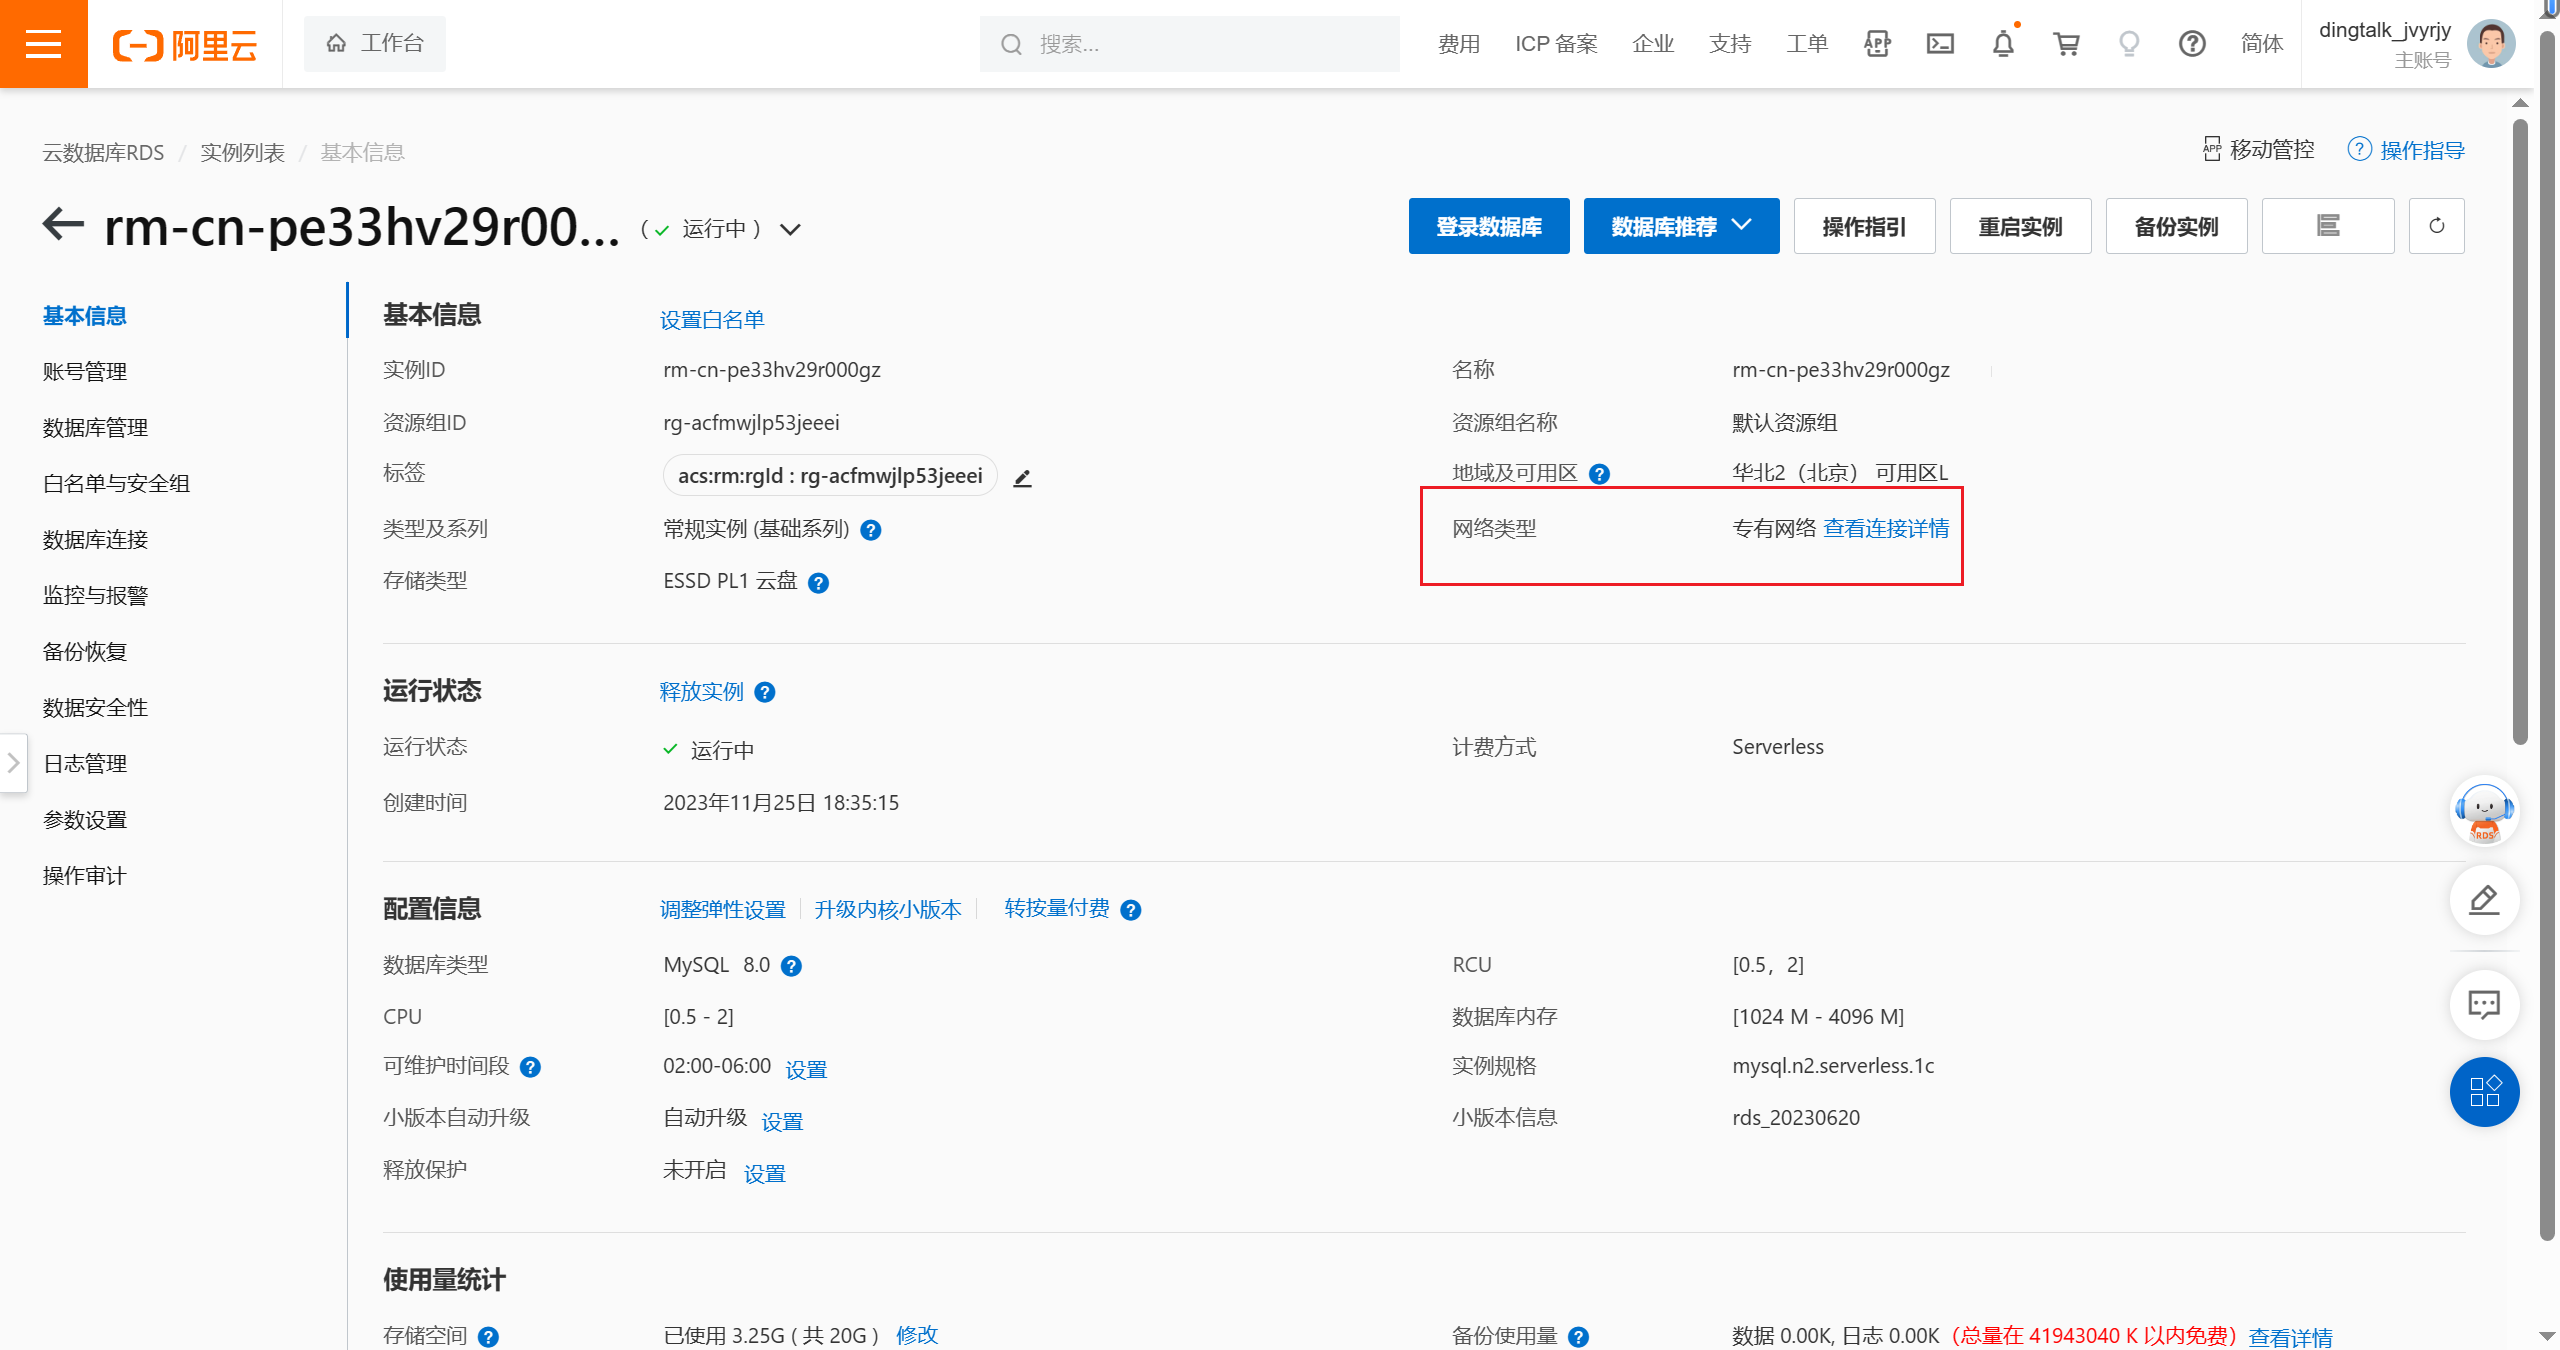 阿里云
工作台
搜索...
费用
ICP 备案
企业
支持
工单
APP
简体
dingtalk_jvyrjy
主账号
云数据库RDS / 实例列表 / 基本信息
APP 移动管控
? 操作指导
rm-cn-pe33hv29r00...
( 运行中 )
登录数据库
数据库推荐
操作指引
重启实例
备份实例
基本信息
账号管理
数据库管理
白名单与安全组
数据库连接
监控与报警
备份恢复
数据安全性
日志管理
参数设置
操作审计
基本信息 设置白名单
实例ID rm-cn-pe33hv29r000gz 名称 rm-cn-pe33hv29r000gz
资源组ID rg-acfmwjlp53jeeei 资源组名称 默认资源组
标签 acs:rm:rgId : rg-acfmwjlp53jeeei 地域及可用区 ? 华北2（北京） 可用区L
类型及系列 常规实例 (基础系列) ? 网络类型 专有网络 查看连接详情
存储类型 ESSD PL1 云盘 ?
运行状态 释放实例 ?
运行状态 运行中 计费方式 Serverless
创建时间 2023年11月25日 18:35:15
配置信息 调整弹性设置 升级内核小版本 转按量付费 ?
数据库类型 MySQL 8.0 ? RCU [0.5，2]
CPU [0.5 - 2] 数据库内存 [1024 M - 4096 M]
可维护时间段 ? 02:00-06:00 设置 实例规格 mysql.n2.serverless.1c
小版本自动升级 自动升级 设置 小版本信息 rds_20230620
释放保护 未开启 设置
使用量统计
存储空间 ? 已使用 3.25G ( 共 20G ) 修改 备份使用量 ? 数据 0.00K, 日志 0.00K（总量在 41943040 K 以内免费） 查看详情
RDS